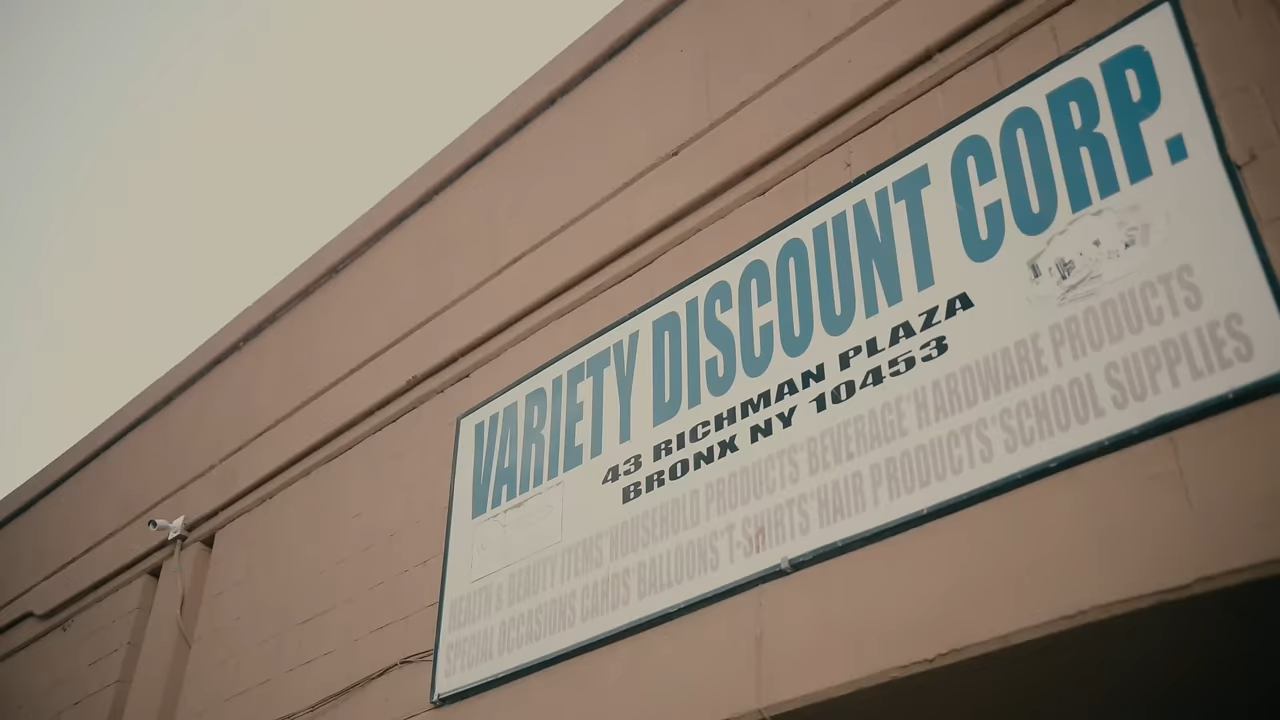 VARIETY DISCOUNT CORP.
43 RICHMAN PLAZA
BRONX NY 10453
HEALTH & BEAUTY ITEMS*HOUSEHOLD PRODUCTS*BEVERAGE*HARDWARE PRODUCTS
SPECIAL OCCASIONS CARDS*BALLOONS*T-SHIRTS*HAIR PRODUCTS*SCHOOL SUPPLIES